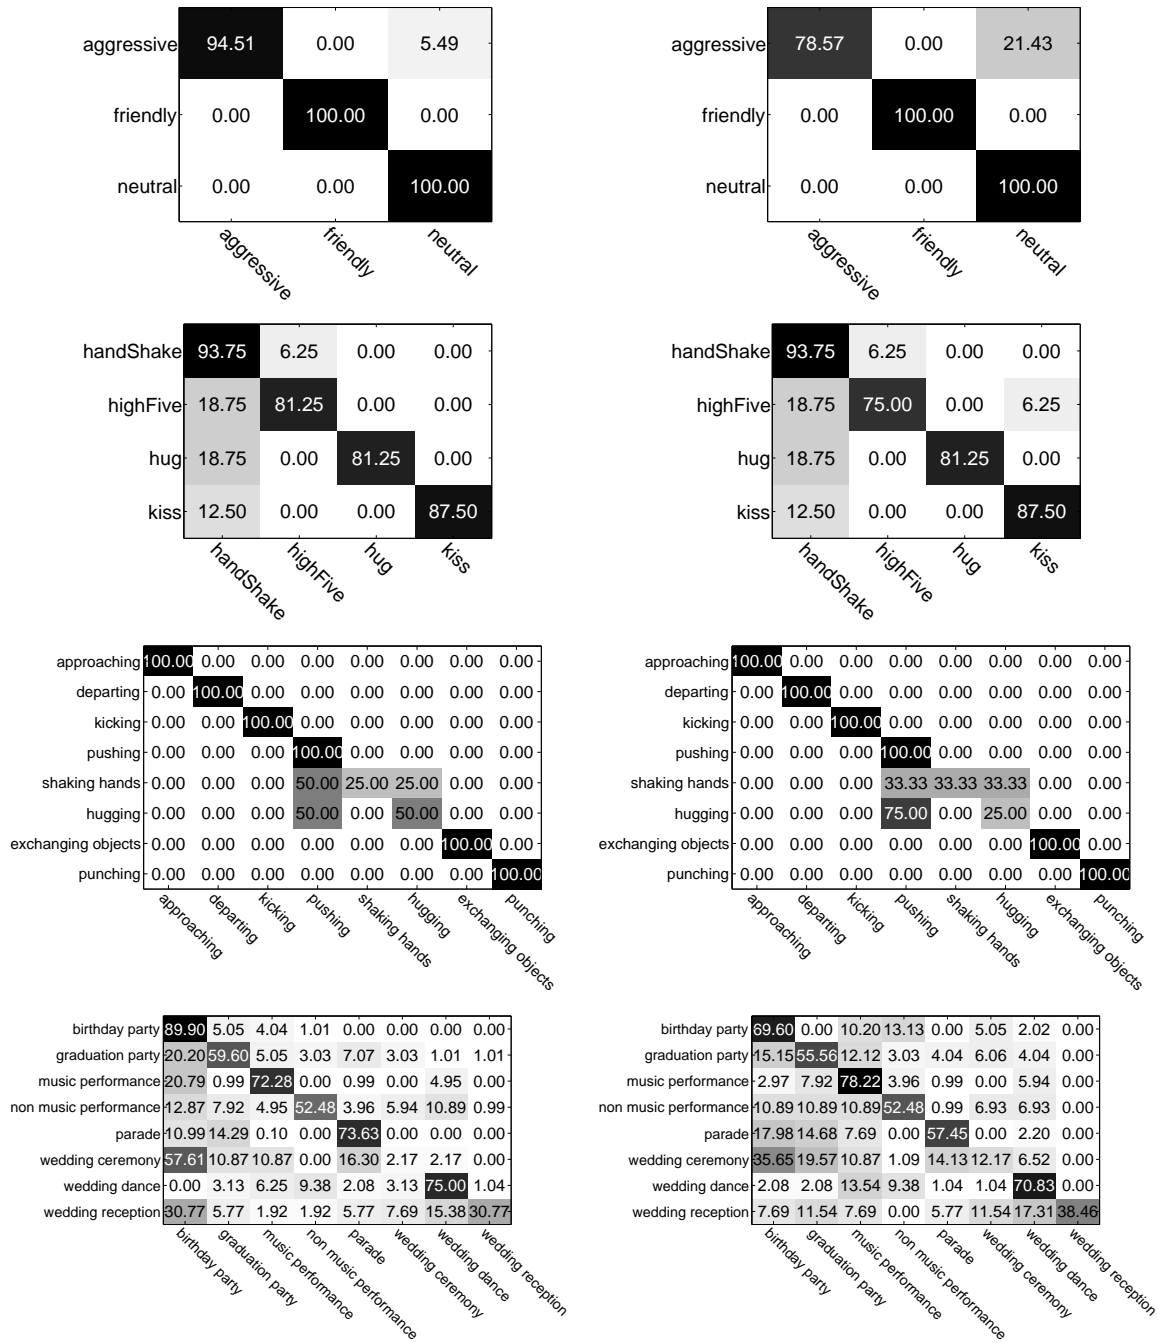 aggressive 94.51 0.00 5.49
friendly 0.00 100.00 0.00
neutral 0.00 0.00 100.00
aggressive friendly neutral
aggressive 78.57 0.00 21.43
friendly 0.00 100.00 0.00
neutral 0.00 0.00 100.00
aggressive friendly neutral
handShake 93.75 6.25 0.00 0.00
highFive 18.75 81.25 0.00 0.00
hug 18.75 0.00 81.25 0.00
kiss 12.50 0.00 0.00 87.50
handShake highFive hug kiss
handShake 93.75 6.25 0.00 0.00
highFive 18.75 75.00 0.00 6.25
hug 18.75 0.00 81.25 0.00
kiss 12.50 0.00 0.00 87.50
handShake highFive hug kiss
approaching 100.00 0.00 0.00 0.00 0.00 0.00 0.00 0.00
departing 0.00 100.00 0.00 0.00 0.00 0.00 0.00 0.00
kicking 0.00 0.00 100.00 0.00 0.00 0.00 0.00 0.00
pushing 0.00 0.00 0.00 100.00 0.00 0.00 0.00 0.00
shaking hands 0.00 0.00 0.00 50.00 25.00 25.00 0.00 0.00
hugging 0.00 0.00 0.00 50.00 0.00 50.00 0.00 0.00
exchanging objects 0.00 0.00 0.00 0.00 0.00 0.00 100.00 0.00
punching 0.00 0.00 0.00 0.00 0.00 0.00 0.00 100.00
approaching departing kicking pushing shaking hands hugging exchanging objects punching
approaching 100.00 0.00 0.00 0.00 0.00 0.00 0.00 0.00
departing 0.00 100.00 0.00 0.00 0.00 0.00 0.00 0.00
kicking 0.00 0.00 100.00 0.00 0.00 0.00 0.00 0.00
pushing 0.00 0.00 0.00 100.00 0.00 0.00 0.00 0.00
shaking hands 0.00 0.00 0.00 33.33 33.33 33.33 0.00 0.00
hugging 0.00 0.00 0.00 75.00 0.00 25.00 0.00 0.00
exchanging objects 0.00 0.00 0.00 0.00 0.00 0.00 100.00 0.00
punching 0.00 0.00 0.00 0.00 0.00 0.00 0.00 100.00
approaching departing kicking pushing shaking hands hugging exchanging objects punching
birthday party 89.90 5.05 4.04 1.01 0.00 0.00 0.00 0.00
graduation party 20.20 59.60 5.05 3.03 7.07 3.03 1.01 1.01
music performance 20.79 0.99 72.28 0.00 0.99 0.00 4.95 0.00
non music performance 12.87 7.92 4.95 52.48 3.96 5.94 10.89 0.99
parade 10.99 14.29 0.10 0.00 73.63 0.00 0.00 0.00
wedding ceremony 57.61 10.87 10.87 0.00 16.30 2.17 2.17 0.00
wedding dance 0.00 3.13 6.25 9.38 2.08 3.13 75.00 1.04
wedding reception 30.77 5.77 1.92 1.92 5.77 7.69 15.38 30.77
birthday party graduation party music performance non music performance parade wedding ceremony wedding dance wedding reception
birthday party 69.60 0.00 10.20 13.13 0.00 5.05 2.02 0.00
graduation party 15.15 55.56 12.12 3.03 4.04 6.06 4.04 0.00
music performance 2.97 7.92 78.22 3.96 0.99 0.00 5.94 0.00
non music performance 10.89 10.89 10.89 52.48 0.99 6.93 6.93 0.00
parade 17.98 14.68 7.69 0.00 57.45 0.00 2.20 0.00
wedding ceremony 35.65 19.57 10.87 1.09 14.13 12.17 6.52 0.00
wedding dance 2.08 2.08 13.54 9.38 1.04 1.04 70.83 0.00
wedding reception 7.69 11.54 7.69 0.00 5.77 11.54 17.31 38.46
birthday party graduation party music performance non music performance parade wedding ceremony wedding dance wedding reception